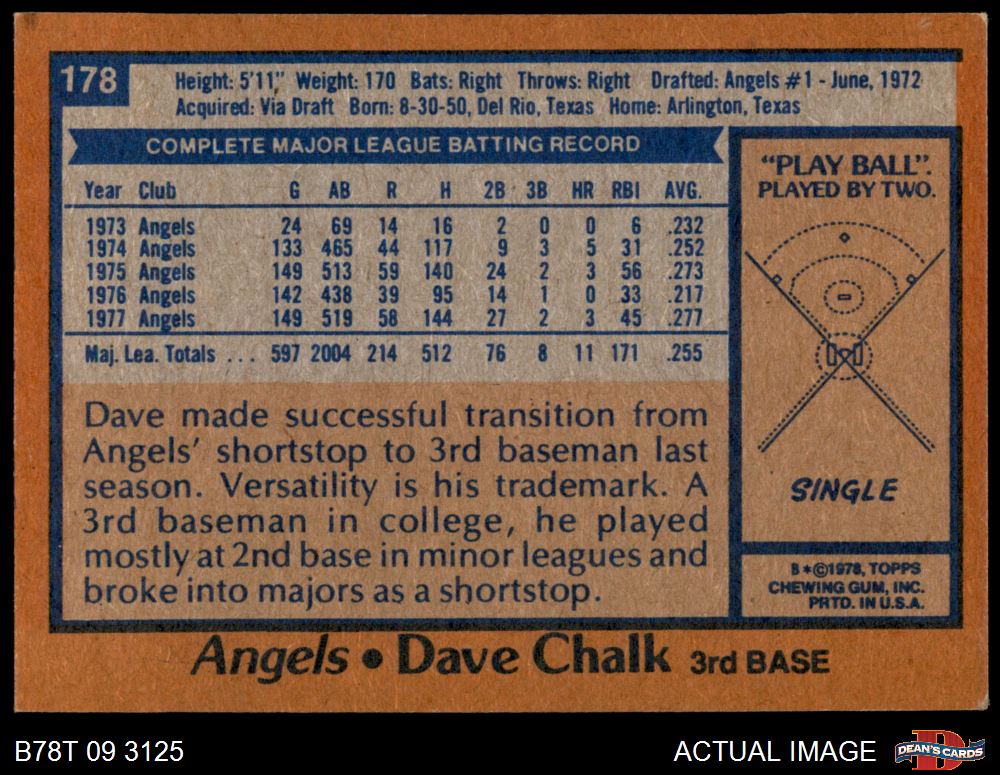 178
Height: 5'11" Weight: 170 Bats: Right Throws: Right Drafted: Angels #1 - June, 1972
Acquired: Via Draft Born: 8-30-50, Del Rio, Texas Home: Arlington, Texas
COMPLETE MAJOR LEAGUE BATTING RECORD
Year Club G AB R H 2B 3B HR RBI AVG.
1973 Angels 24 69 14 16 2 0 0 6 .232
1974 Angels 133 465 44 117 9 3 5 31 .252
1975 Angels 149 513 59 140 24 2 3 56 .273
1976 Angels 142 438 39 95 14 1 0 33 .217
1977 Angels 149 519 58 144 27 2 3 45 .277
Maj. Lea. Totals ... 597 2004 214 512 76 8 11 171 .255
Dave made successful transition from
Angels' shortstop to 3rd baseman last
season. Versatility is his trademark. A
3rd baseman in college, he played
mostly at 2nd base in minor leagues and
broke into majors as a shortstop.
"PLAY BALL".
PLAYED BY TWO.
SINGLE
B*©1978, TOPPS
CHEWING GUM, INC.
PRTD. IN U.S.A.
Angels • Dave Chalk 3rd BASE
B78T 09 3125
ACTUAL IMAGE
D
DEAN'S CARDS